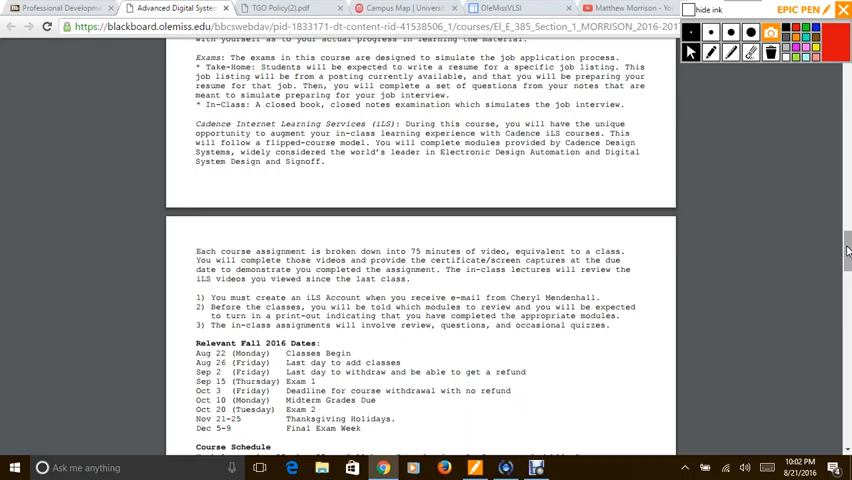 Professional Developme
Advanced Digital System
TGO Policy(2).pdf
Campus Map | Universi
OleMissVLSI
Matthew Morrison - You
hide ink
EPIC PEN
https://blackboard.olemiss.edu/bbcswebdav/pid-1833171-dt-content-rid-41538506_1/courses/El_E_385_Section_1_MORRISON_2016-2017
with yourself as to your actual progress in learning the material.
Exams: The exams in this course are designed to simulate the job application process.
* Take-Home: Students will be expected to write a resume for a specific job listing. This
job listing will be from a posting currently available, and that you will be preparing your
resume for that job. Then, you will complete a set of questions from your notes that are
meant to simulate preparing for your job interview.
* In-Class: A closed book, closed notes examination which simulates the job interview.
Cadence Internet Learning Services (iLS): During this course, you will have the unique
opportunity to augment your in-class learning experience with Cadence iLS courses. This
will follow a flipped-course model. You will complete modules provided by Cadence Design
Systems, widely considered the world's leader in Electronic Design Automation and Digital
System Design and Signoff.
Each course assignment is broken down into 75 minutes of video, equivalent to a class.
You will complete those videos and provide the certificate/screen captures at the due
date to demonstrate you completed the assignment. The in-class lectures will review the
iLS videos you viewed since the last class.
1) You must create an iLS Account when you receive e-mail from Cheryl Mendenhall.
2) Before the classes, you will be told which modules to review and you will be expected
to turn in a print-out indicating that you have completed the appropriate modules.
3) The in-class assignments will involve review, questions, and occasional quizzes.
Relevant Fall 2016 Dates:
Aug 22 (Monday) Classes Begin
Aug 26 (Friday) Last day to add classes
Sep 2 (Friday) Last day to withdraw and be able to get a refund
Sep 15 (Thursday) Exam 1
Oct 3 (Friday) Deadline for course withdrawal with no refund
Oct 10 (Monday) Midterm Grades Due
Oct 20 (Tuesday) Exam 2
Nov 21-25 Thanksgiving Holidays.
Dec 5-9 Final Exam Week
Course Schedule
Ask me anything
10:02 PM
8/21/2016